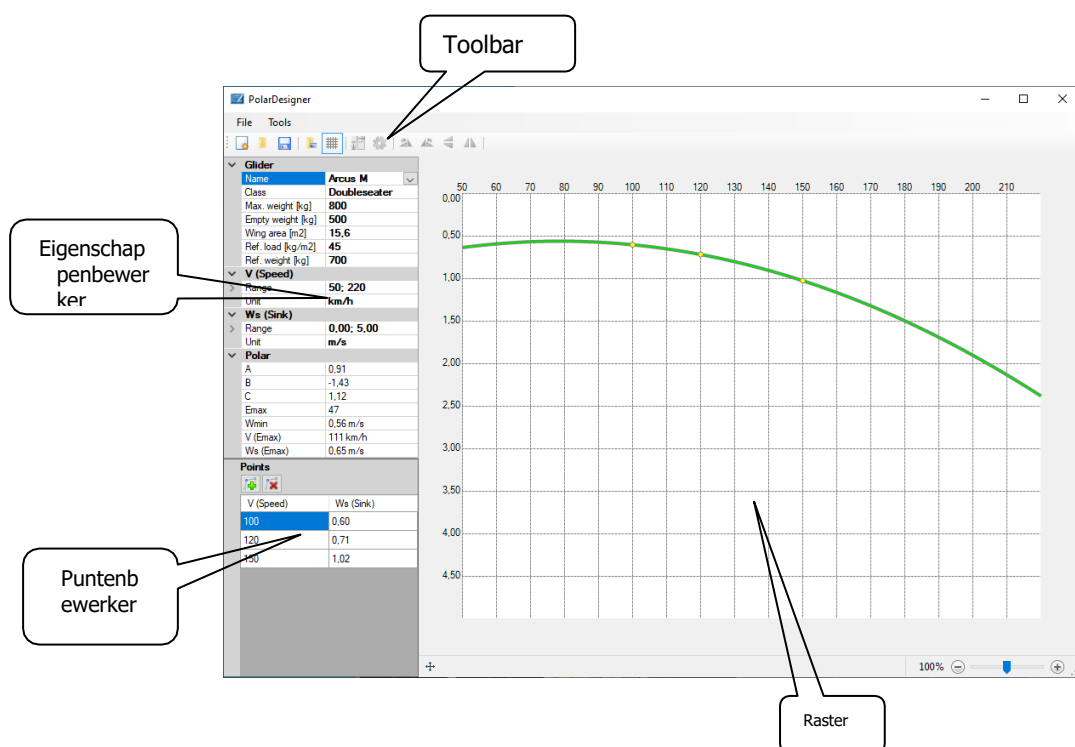 Toolbar
PolarDesigner
File Tools
Glider
Name Arcus M
Class Doubleseater
Max. weight [kg] 800
Empty weight [kg] 500
Wing area [m2] 15,6
Ref. load [kg/m2] 45
Ref. weight [kg] 700
V (Speed)
Range 50; 220
Unit km/h
Ws (Sink)
Range 0,00; 5,00
Unit m/s
Polar
A 0,91
B -1,43
C 1,12
Emax 47
Wmin 0,56 m/s
V (Emax) 111 km/h
Ws (Emax) 0,65 m/s
Points
V (Speed) Ws (Sink)
100 0,60
120 0,71
150 1,02
Eigenschap
penbewer
ker
Puntenb
ewerker
50 60 70 80 90 100 110 120 130 140 150 160 170 180 190 200 210
0,00
0,50
1,00
1,50
2,00
2,50
3,00
3,50
4,00
4,50
100%
Raster